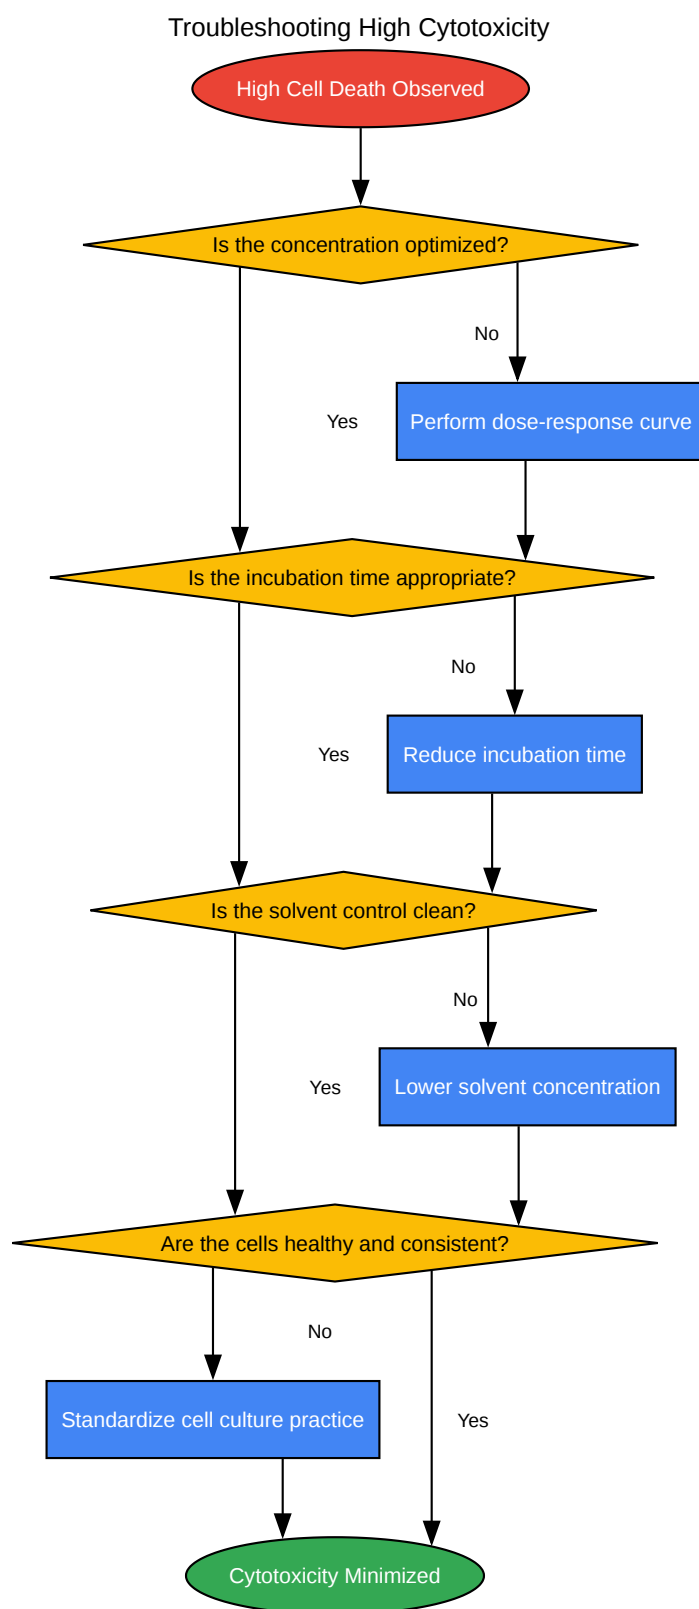 Troubleshooting High Cytotoxicity
High Cell Death Observed
Is the concentration optimized?
No
Yes
Perform dose-response curve
Is the incubation time appropriate?
No
Yes
Reduce incubation time
Is the solvent control clean?
No
Yes
Lower solvent concentration
Are the cells healthy and consistent?
No
Standardize cell culture practice
Yes
Cytotoxicity Minimized